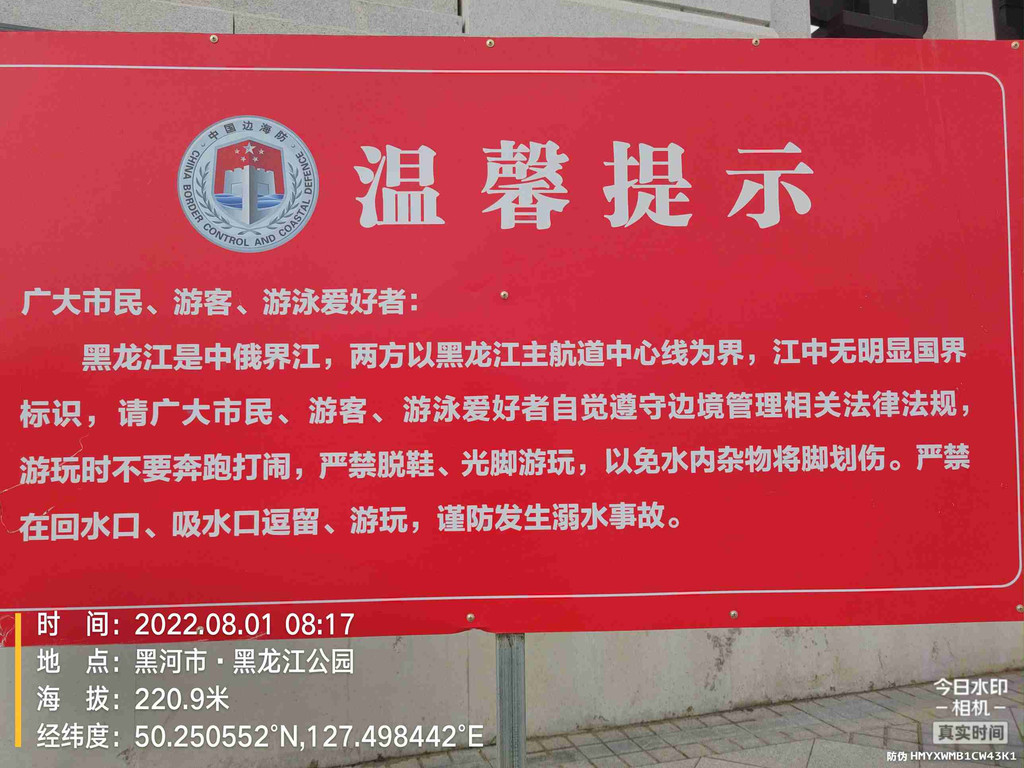 中国边海防
CHINA BORDER CONTROL AND COASTAL DEFENCE
温馨提示
广大市民、游客、游泳爱好者：
黑龙江是中俄界江，两方以黑龙江主航道中心线为界，江中无明显国界
标识，请广大市民、游客、游泳爱好者自觉遵守边境管理相关法律法规，
游玩时不要奔跑打闹，严禁脱鞋、光脚游玩，以免水内杂物将脚划伤。严禁
在回水口、吸水口逗留、游玩，谨防发生溺水事故。
时 间：2022.08.01 08:17
地 点：黑河市·黑龙江公园
海 拔：220.9米
经纬度：50.250552°N,127.498442°E
今日水印
-相机-
真实时间
防伪 HMYXWMB1CW43K1